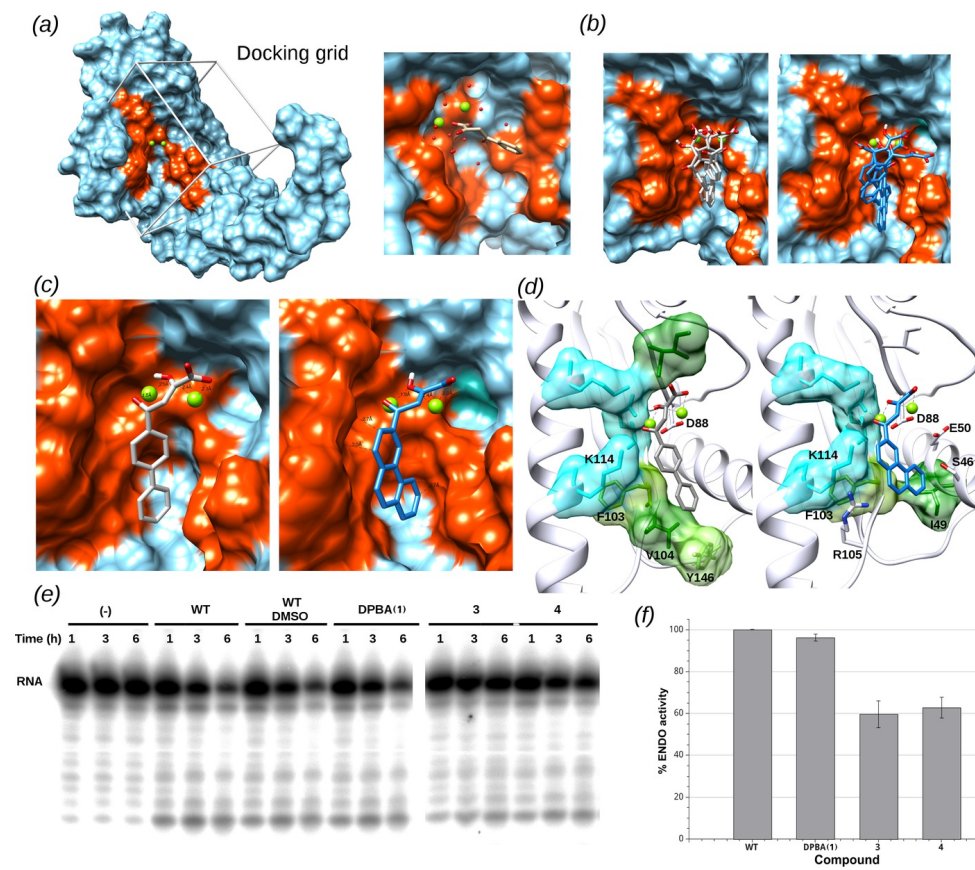 (a)
Docking grid
(b)
(c)
(d)
D88
K114
F103
V104
Y146
D88
E50
S46
K114
F103
I49
R105
(e)
(-) WT WT DMSO DPBA(1) 3 4
Time (h) 1 3 6 1 3 6 1 3 6 1 3 6 1 3 6 1 3 6
RNA
(f)
% ENDO activity
100
80
60
40
20
0
WT DPBA(1) 3 4
Compound